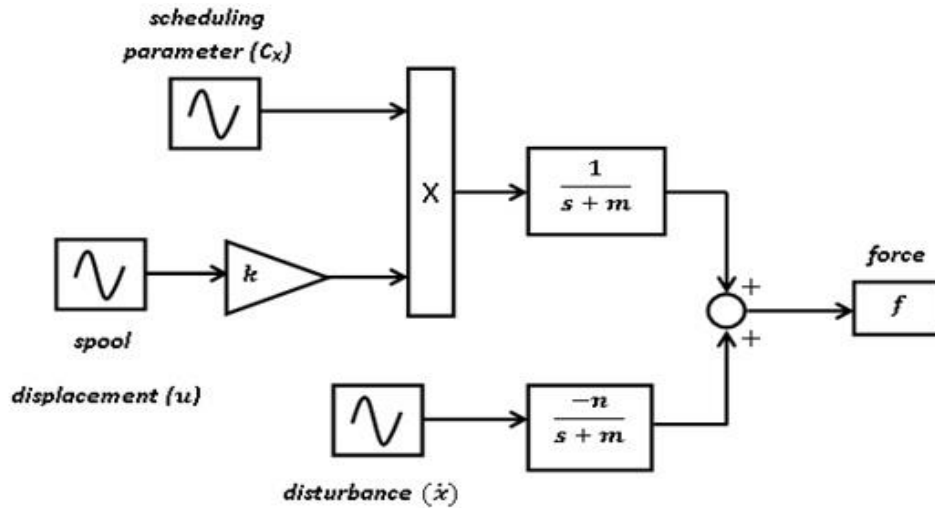 scheduling
parameter (Cₓ)
X
1
s + m
+
force
f
k
+
spool
displacement (u)
−n
s + m
disturbance (ẋ)